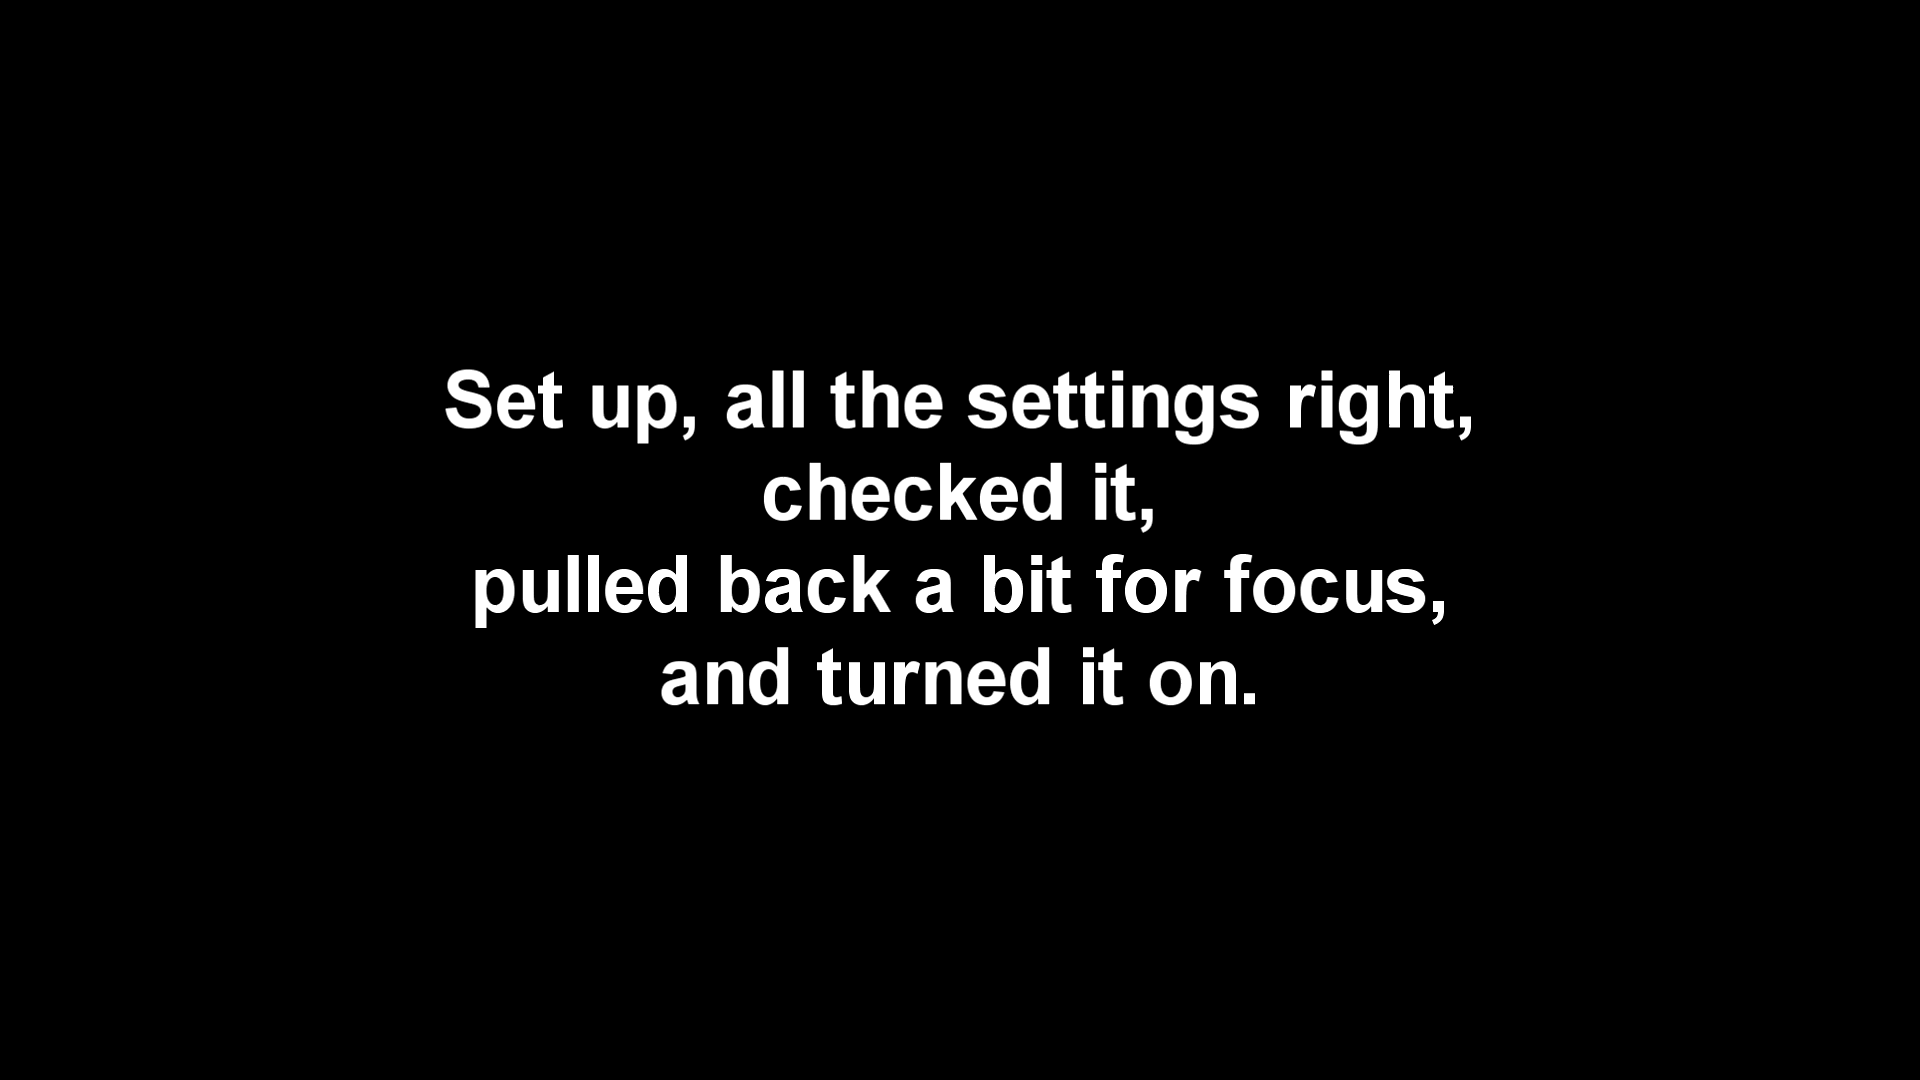 Set up, all the settings right,
checked it,
pulled back a bit for focus,
and turned it on.